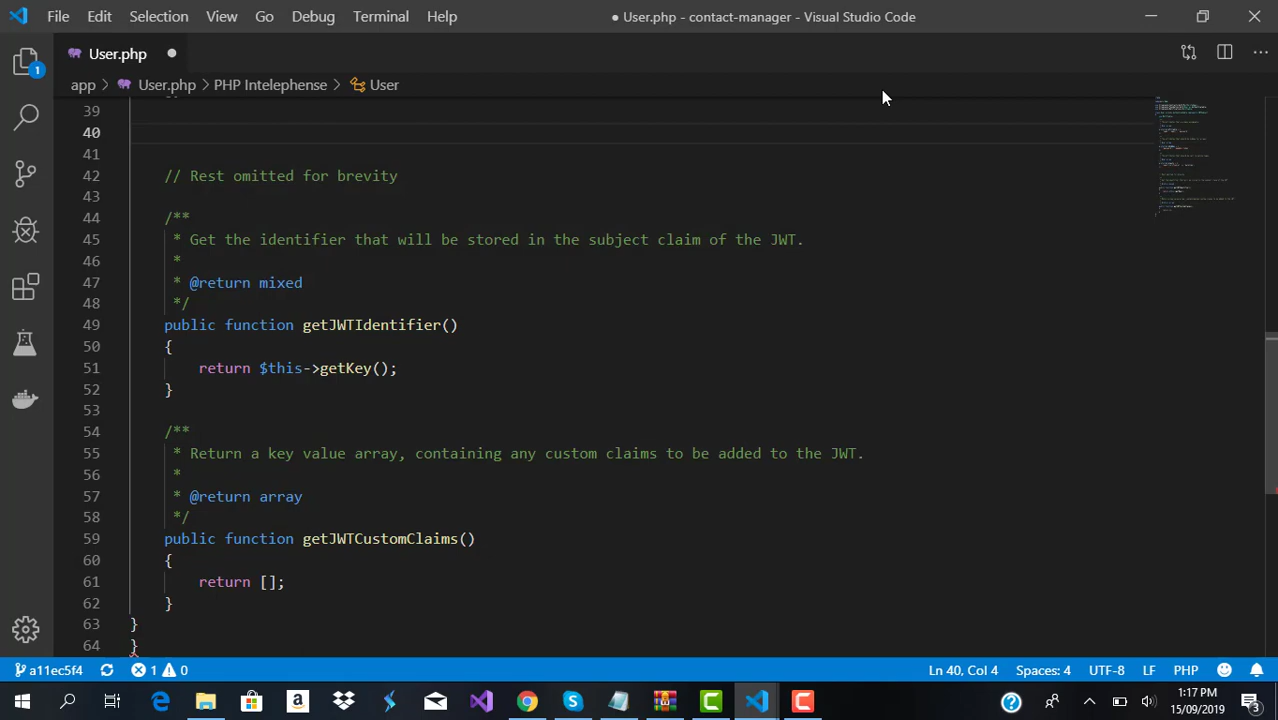 File Edit Selection View Go Debug Terminal Help ● User.php - contact-manager - Visual Studio Code
User.php ●
app > User.php > PHP Intelephense > User
1
39
40
41
42 // Rest omitted for brevity
43
44 /**
45 * Get the identifier that will be stored in the subject claim of the JWT.
46 *
47 * @return mixed
48 */
49 public function getJWTIdentifier()
50 {
51 return $this->getKey();
52 }
53
54 /**
55 * Return a key value array, containing any custom claims to be added to the JWT.
56 *
57 * @return array
58 */
59 public function getJWTCustomClaims()
60 {
61 return [];
62 }
63 }
64 }
a11ec5f4 1 0 Ln 40, Col 4 Spaces: 4 UTF-8 LF PHP
1:17 PM
15/09/2019
3